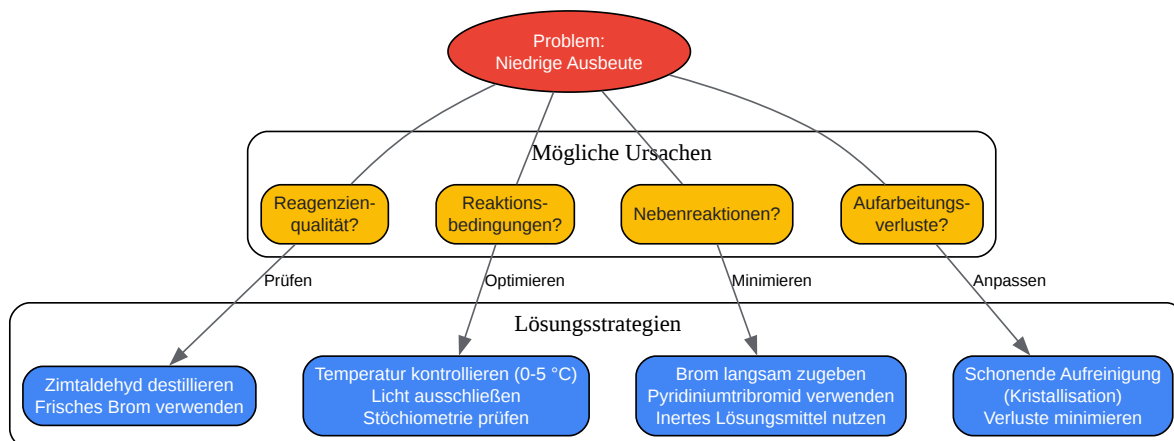 Problem:
Niedrige Ausbeute
Mögliche Ursachen
Reagenzien-
qualität?
Reaktions-
bedingungen?
Nebenreaktionen?
Aufarbeitungs-
verluste?
Prüfen
Optimieren
Minimieren
Anpassen
Lösungsstrategien
Zimtaldehyd destillieren
Frisches Brom verwenden
Temperatur kontrollieren (0-5 °C)
Licht ausschließen
Stöchiometrie prüfen
Brom langsam zugeben
Pyridiniumtribromid verwenden
Inertes Lösungsmittel nutzen
Schonende Aufreinigung
(Kristallisation)
Verluste minimieren